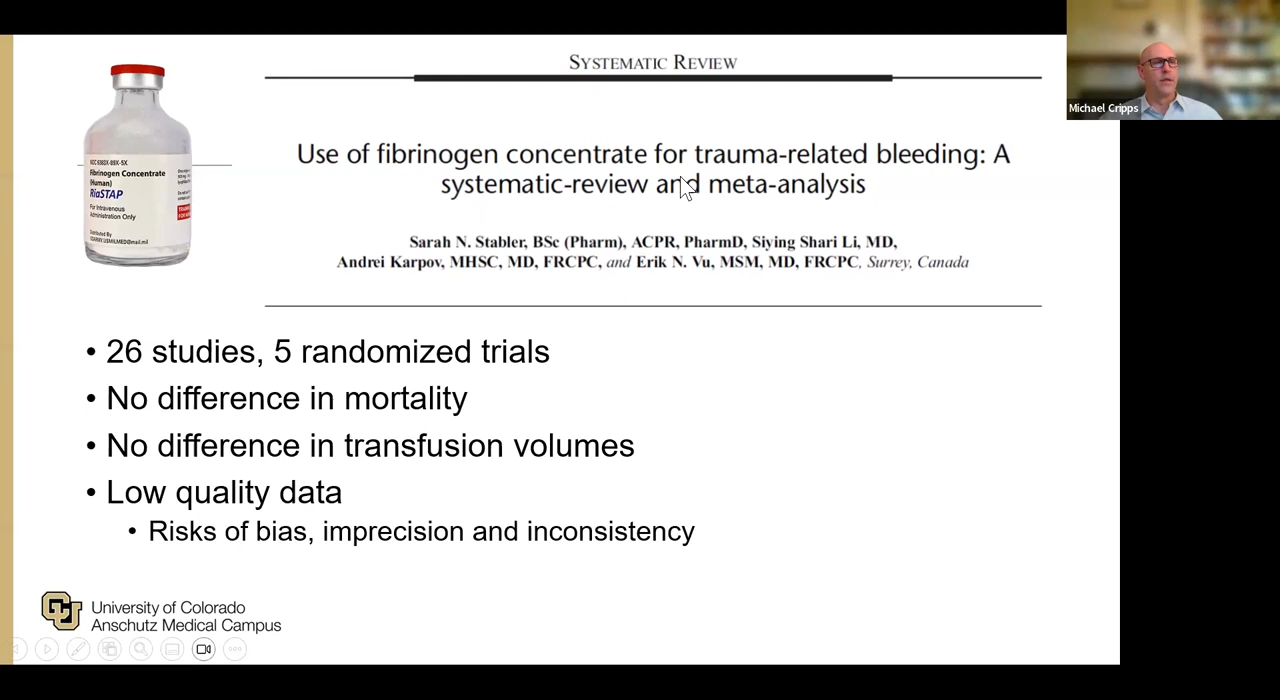 SYSTEMATIC REVIEW
Michael Cripps
Use of fibrinogen concentrate for trauma-related bleeding: A
systematic-review and meta-analysis
Sarah N. Stabler, BSc (Pharm), ACPR, PharmD, Siying Shari Li, MD,
Andrei Karpov, MHSC, MD, FRCPC, and Erik N. Vu, MSM, MD, FRCPC, Surrey, Canada
Fibrinogen Concentrate
(Human)
RiaSTAP
For Intravenous
Administration Only
Distributed By
• 26 studies, 5 randomized trials
• No difference in mortality
• No difference in transfusion volumes
• Low quality data
• Risks of bias, imprecision and inconsistency
University of Colorado
Anschutz Medical Campus